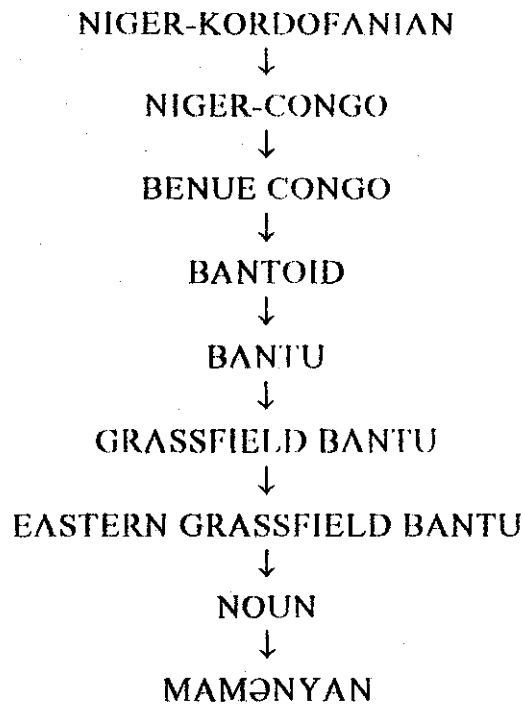 NIGER-KORDOFANIAN
↓
NIGER-CONGO
↓
BENUE CONGO
↓
BANTOID
↓
BANTU
↓
GRASSFIELD BANTU
↓
EASTERN GRASSFIELD BANTU
↓
NOUN
↓
MAMƏNYAN